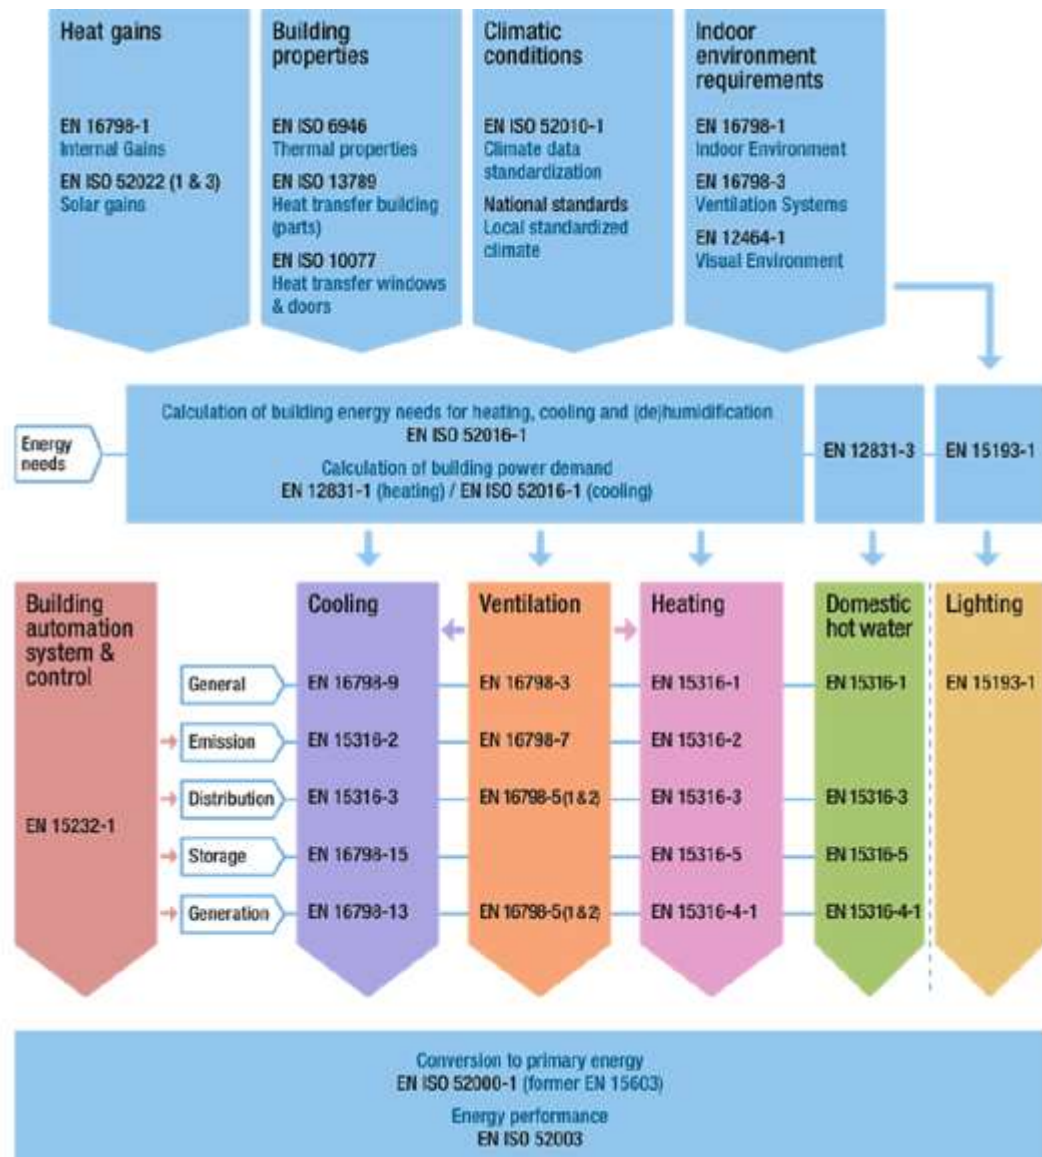 Heat gains
EN 16798-1
Internal Gains
EN ISO 52022 (1 & 3)
Solar gains
Building
properties
EN ISO 6946
Thermal properties
EN ISO 13789
Heat transfer building
(parts)
EN ISO 10077
Heat transfer windows
& doors
Climatic
conditions
EN ISO 52010-1
Climate data
standardization
National standards
Local standardized
climate
Indoor
environment
requirements
EN 16798-1
Indoor Environment
EN 16798-3
Ventilation Systems
EN 12464-1
Visual Environment
Energy
needs
Calculation of building energy needs for heating, cooling and (de)humidification
EN ISO 52016-1
Calculation of building power demand
EN 12831-1 (heating) / EN ISO 52016-1 (cooling)
EN 12831-3
EN 15193-1
Building
automation
system &
control
EN 15232-1
General
Emission
Distribution
Storage
Generation
Cooling
EN 16798-9
EN 15316-2
EN 15316-3
EN 16798-15
EN 16798-13
Ventilation
EN 16798-3
EN 16798-7
EN 16798-5 (1 & 2)
EN 16798-5 (1 & 2)
Heating
EN 15316-1
EN 15316-2
EN 15316-3
EN 15316-5
EN 15316-4-1
Domestic
hot water
EN 15316-1
EN 15316-3
EN 15316-5
EN 15316-4-1
Lighting
EN 15193-1
Conversion to primary energy
EN ISO 52000-1 (former EN 15603)
Energy performance
EN ISO 52003